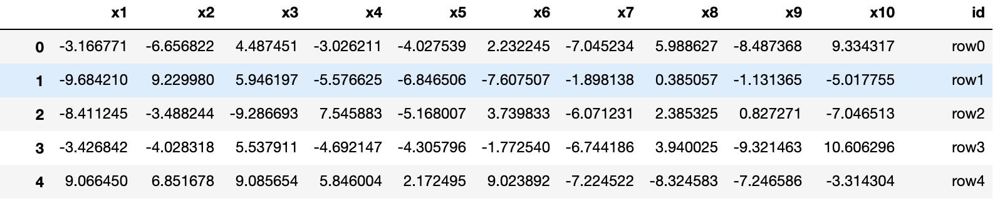 x1 x2 x3 x4 x5 x6 x7 x8 x9 x10 id
0 -3.166771 -6.656822 4.487451 -3.026211 -4.027539 2.232245 -7.045234 5.988627 -8.487368 9.334317 row0
1 -9.684210 9.229980 5.946197 -5.576625 -6.846506 -7.607507 -1.898138 0.385057 -1.131365 -5.017755 row1
2 -8.411245 -3.488244 -9.286693 7.545883 -5.168007 3.739833 -6.071231 2.385325 0.827271 -7.046513 row2
3 -3.426842 -4.028318 5.537911 -4.692147 -4.305796 -1.772540 -6.744186 3.940025 -9.321463 10.606296 row3
4 9.066450 6.851678 9.085654 5.846004 2.172495 9.023892 -7.224522 -8.324583 -7.246586 -3.314304 row4